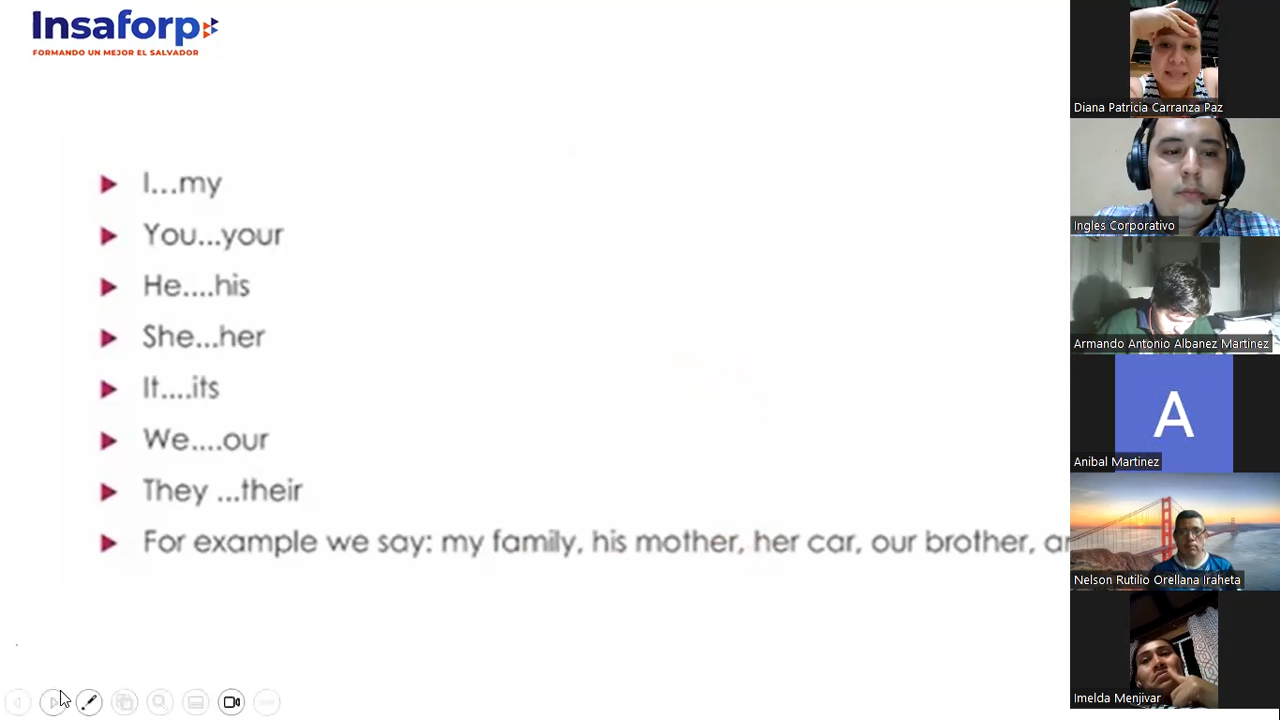 Insaforp
FORMANDO UN MEJOR EL SALVADOR
I...my
You...your
He....his
She...her
It....its
We....our
They ...their
For example we say: my family, his mother, her car, our brother,
Diana Patricia Carranza Paz
Ingles Corporativo
Armando Antonio Albanez Martinez
A
Anibal Martinez
Nelson Rutilio Orellana Iraheta
Imelda Menjivar